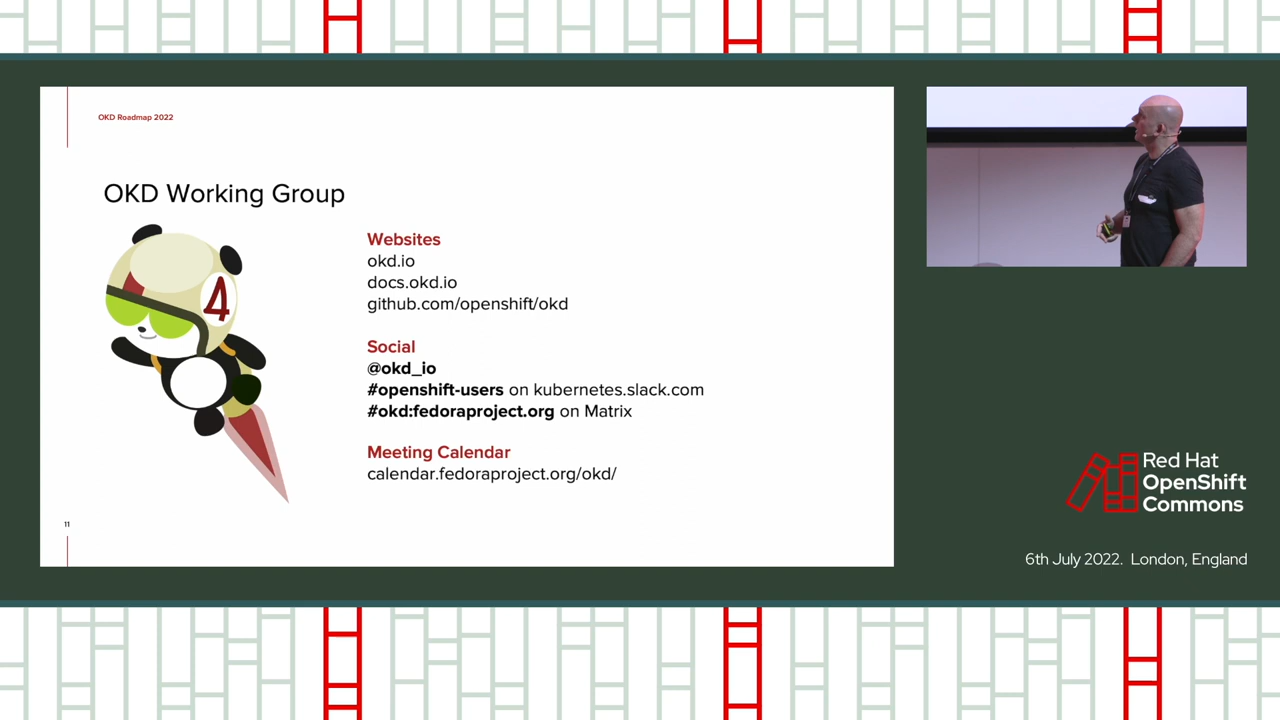 OKD Roadmap 2022
OKD Working Group
4
Websites
okd.io
docs.okd.io
github.com/openshift/okd
Social
@okd_io
#openshift-users on kubernetes.slack.com
#okd:fedoraproject.org on Matrix
Meeting Calendar
calendar.fedoraproject.org/okd/
11
Red Hat
OpenShift
Commons
6th July 2022. London, England